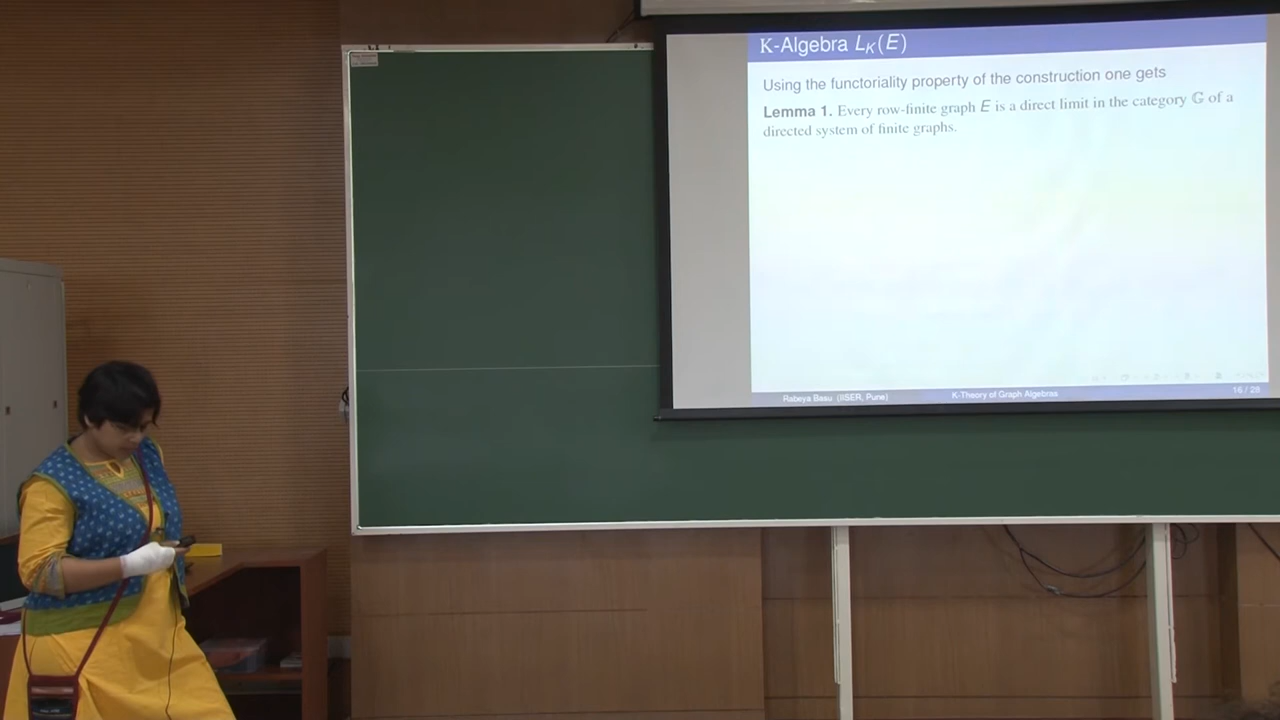 K-Algebra L_K(E)
Using the functoriality property of the construction one gets
Lemma 1. Every row-finite graph E is a direct limit in the category 𝔾 of a
directed system of finite graphs.
Rabeya Basu (IISER, Pune) K-Theory of Graph Algebras 16 / 28